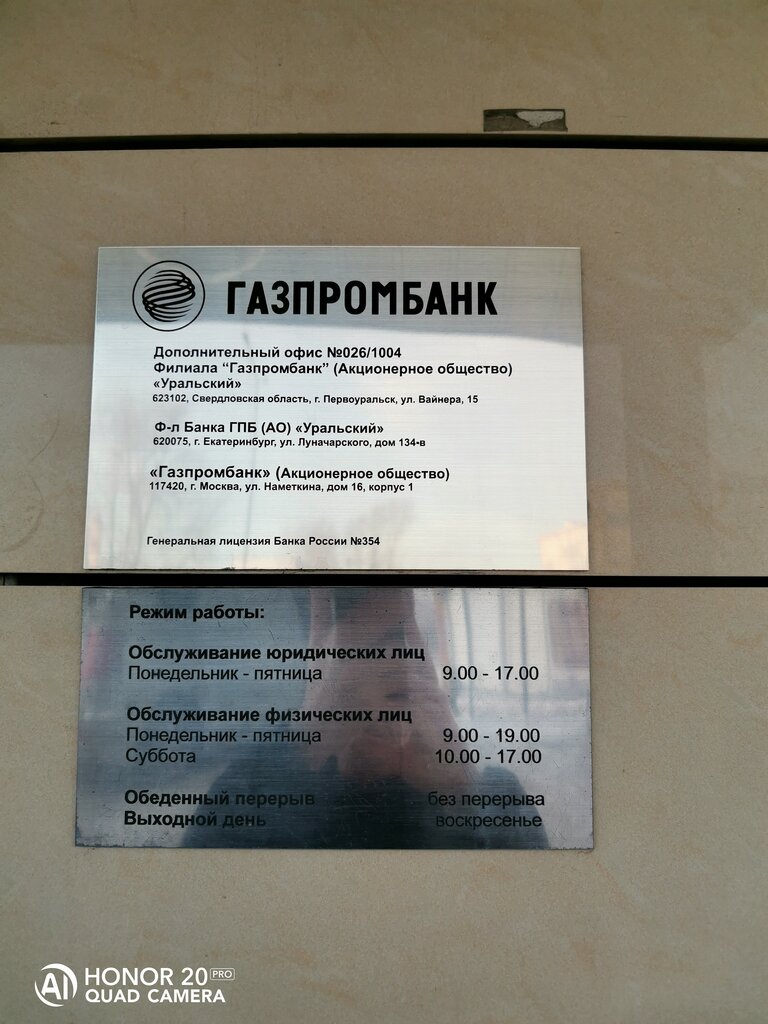 ГАЗПРОМБАНК
Дополнительный офис №026/1004
Филиала "Газпромбанк" (Акционерное общество)
«Уральский»
623102, Свердловская область, г. Первоуральск, ул. Вайнера, 15
Ф-л Банка ГПБ (АО) «Уральский»
620075, г. Екатеринбург, ул. Луначарского, дом 134-в
«Газпромбанк» (Акционерное общество)
117420, г. Москва, ул. Наметкина, дом 16, корпус 1
Генеральная лицензия Банка России №354
Режим работы:
Обслуживание юридических лиц
Понедельник - пятница 9.00 - 17.00
Обслуживание физических лиц
Понедельник - пятница 9.00 - 19.00
Суббота 10.00 - 17.00
Обеденный перерыв без перерыва
Выходной день воскресенье
AI HONOR 20 PRO
QUAD CAMERA